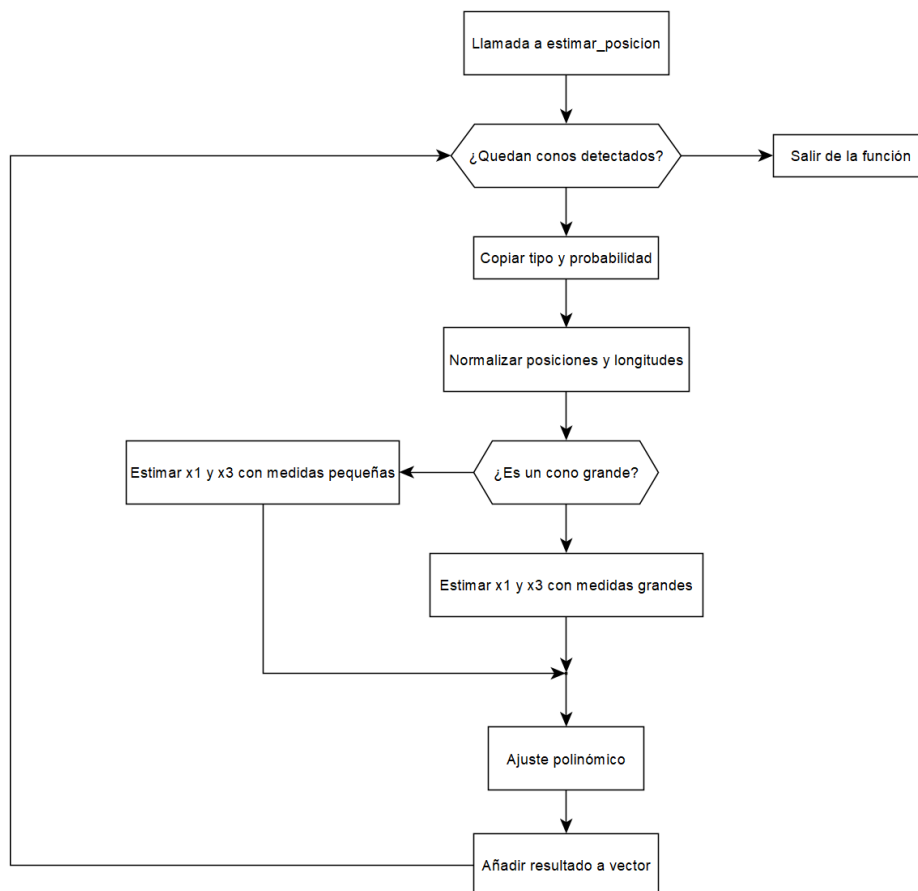 Llamada a estimar_posicion
¿Quedan conos detectados?
Salir de la función
Copiar tipo y probabilidad
Normalizar posiciones y longitudes
Estimar x1 y x3 con medidas pequeñas
¿Es un cono grande?
Estimar x1 y x3 con medidas grandes
Ajuste polinómico
Añadir resultado a vector